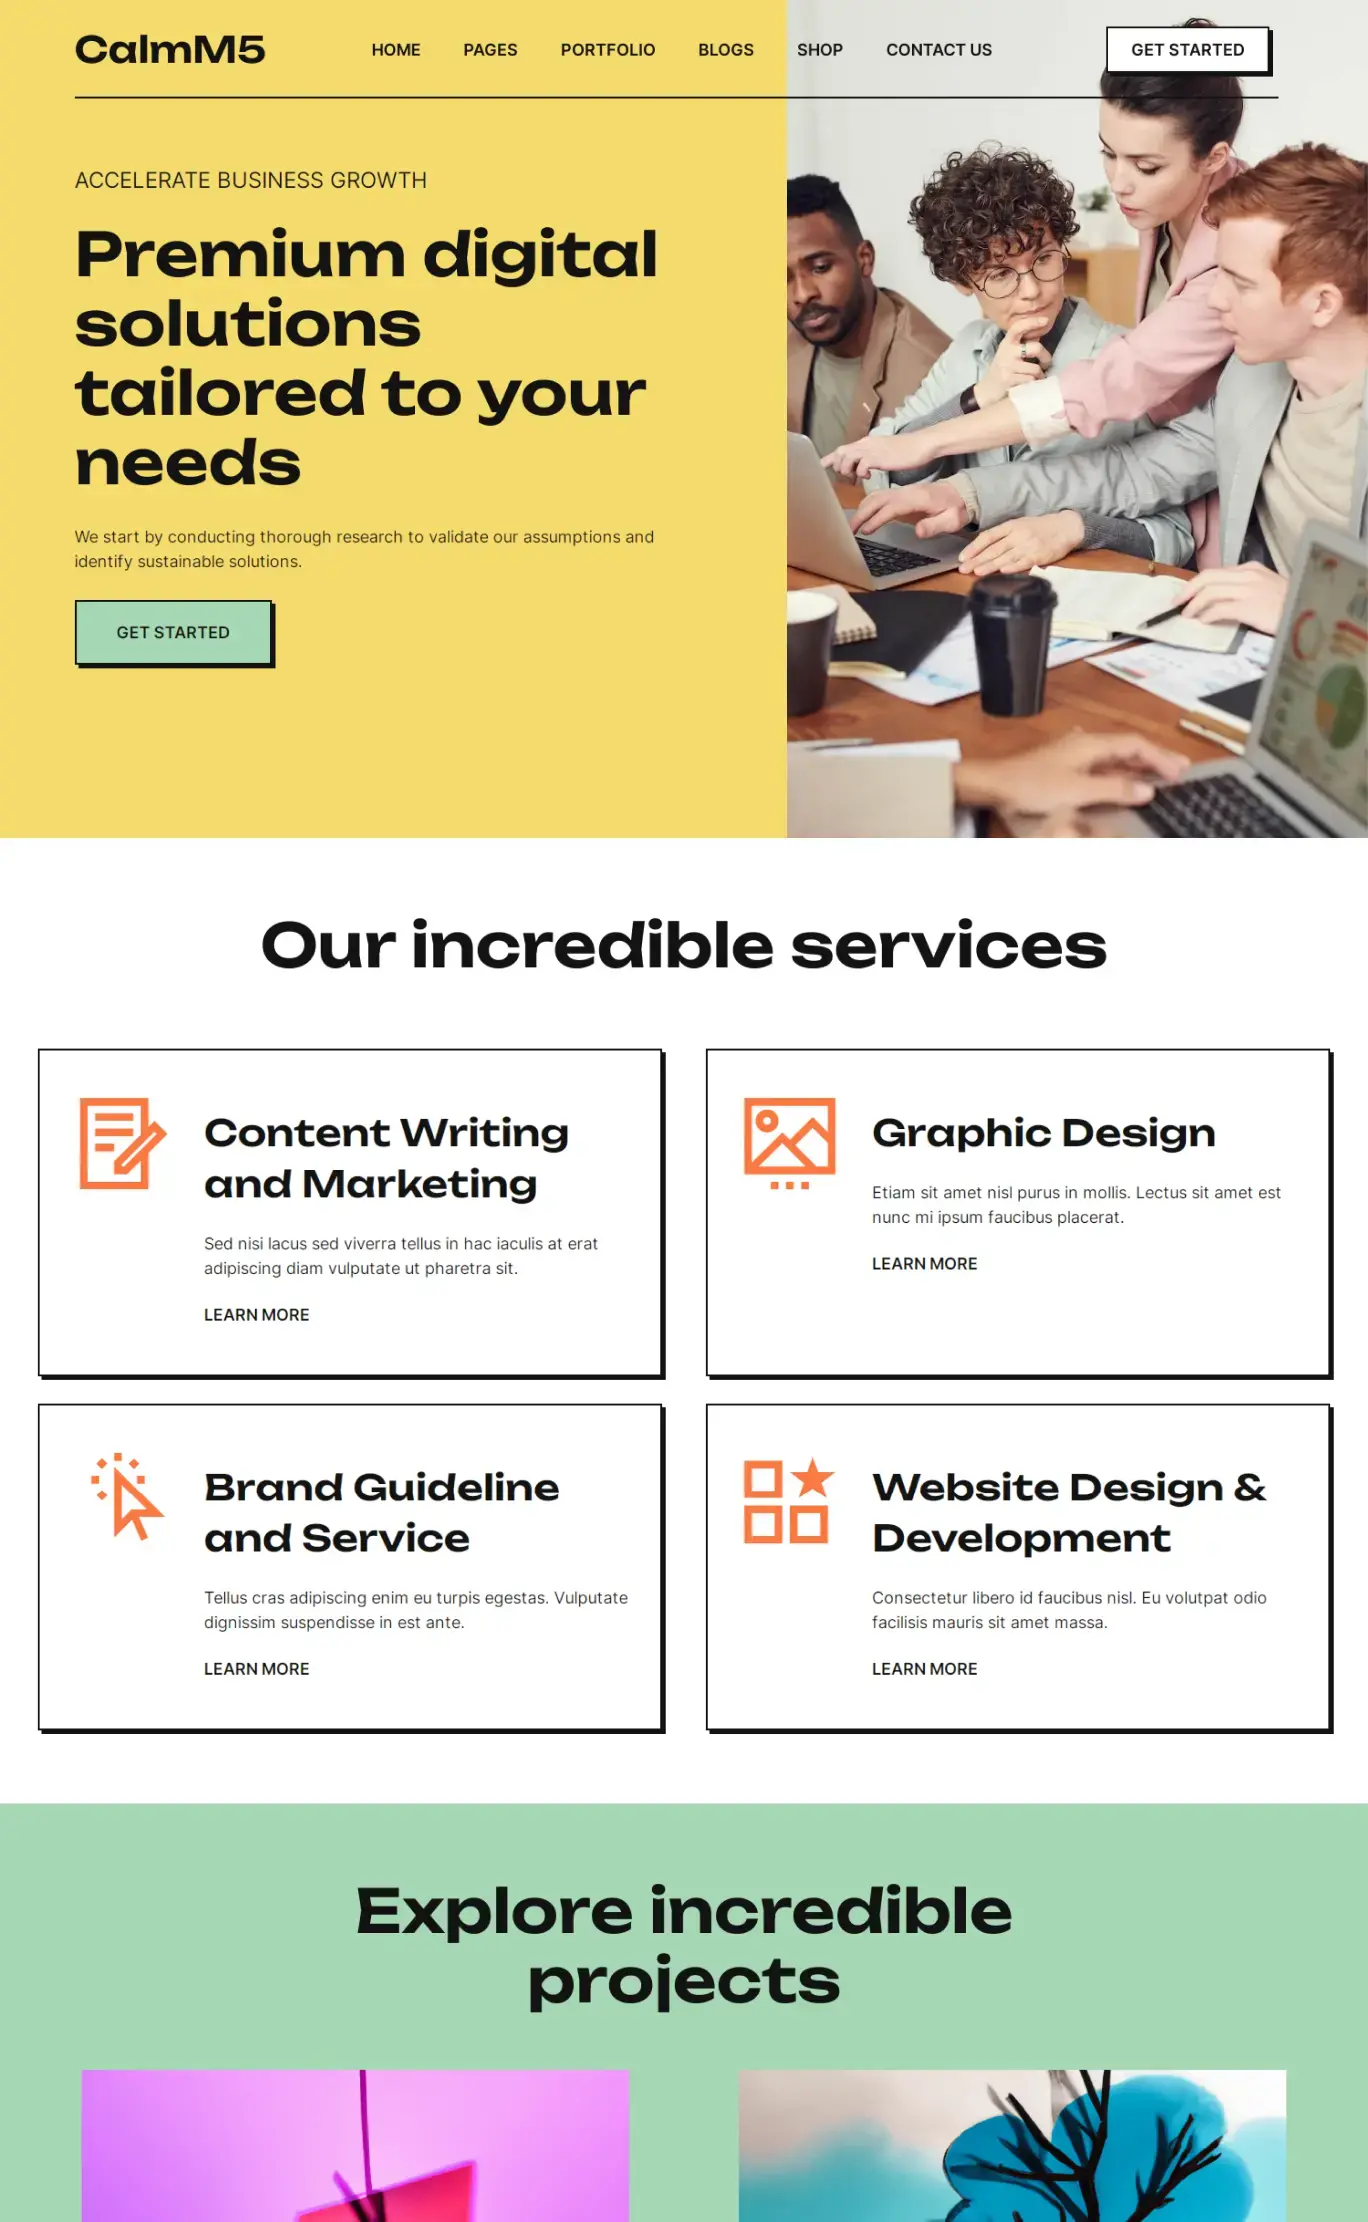 CalmM5
HOME PAGES PORTFOLIO BLOGS SHOP CONTACT US GET STARTED
ACCELERATE BUSINESS GROWTH
Premium digital
solutions
tailored to your
needs
We start by conducting thorough research to validate our assumptions and
identify sustainable solutions.
GET STARTED
Our incredible services
Content Writing
and Marketing
Sed nisi lacus sed viverra tellus in hac iaculis at erat
adipiscing diam vulputate ut pharetra sit.
LEARN MORE
Graphic Design
Etiam sit amet nisl purus in mollis. Lectus sit amet est
nunc mi ipsum faucibus placerat.
LEARN MORE
Brand Guideline
and Service
Tellus cras adipiscing enim eu turpis egestas. Vulputate
dignissim suspendisse in est ante.
LEARN MORE
Website Design &
Development
Consectetur libero id faucibus nisl. Eu volutpat odio
facilisis mauris sit amet massa.
LEARN MORE
Explore incredible
projects